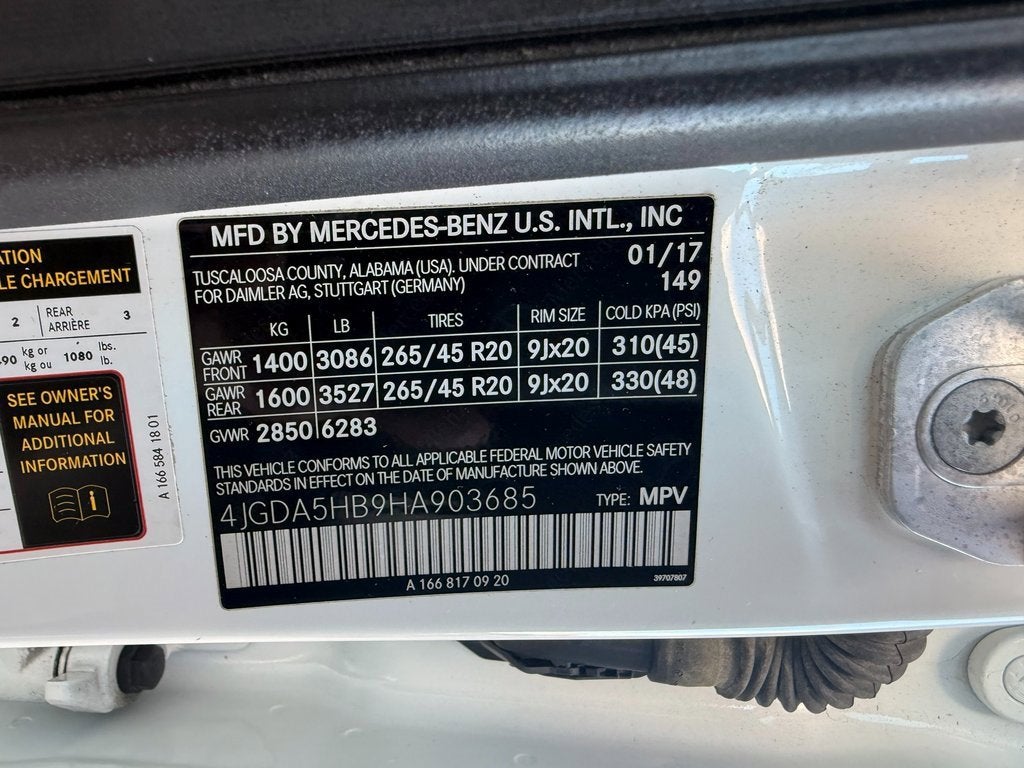 ATION
LE CHARGEMENT
2 REAR ARRIÈRE 3
90 kg or kg ou 1080 lbs. lb.
SEE OWNER'S
MANUAL FOR
ADDITIONAL
INFORMATION
i
A 166 584 18 01
MFD BY MERCEDES-BENZ U.S. INTL., INC
TUSCALOOSA COUNTY, ALABAMA (USA). UNDER CONTRACT 01/17
FOR DAIMLER AG, STUTTGART (GERMANY) 149
KG LB TIRES RIM SIZE COLD KPA (PSI)
GAWR FRONT 1400 3086 265/45 R20 9Jx20 310(45)
GAWR REAR 1600 3527 265/45 R20 9Jx20 330(48)
GVWR 2850 6283
THIS VEHICLE CONFORMS TO ALL APPLICABLE FEDERAL MOTOR VEHICLE SAFETY
STANDARDS IN EFFECT ON THE DATE OF MANUFACTURE SHOWN ABOVE.
4JGDA5HB9HA903685 TYPE: MPV
A 166 817 09 20 39707807